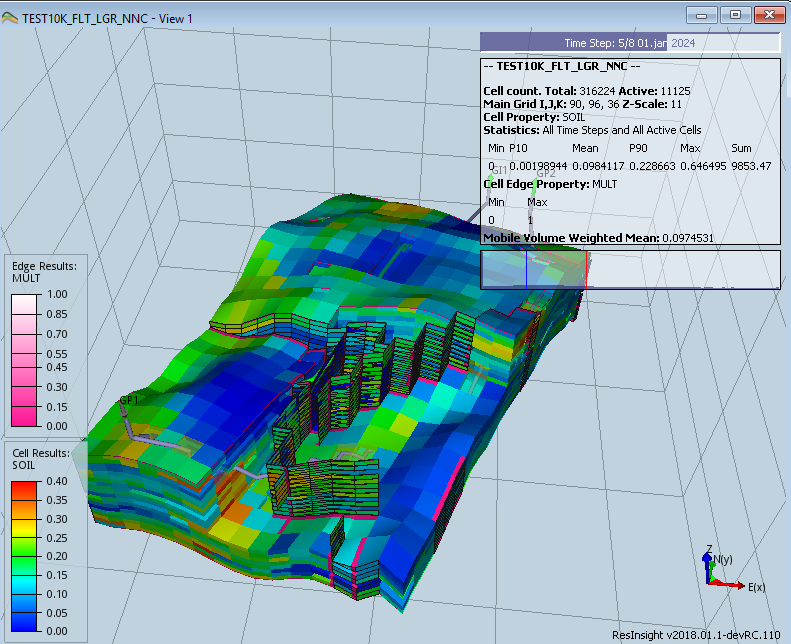 TEST10K_FLT_LGR_NNC - View 1
Time Step: 5/8 01.jan 2024
-- TEST10K_FLT_LGR_NNC --
Cell count. Total: 316224 Active: 11125
Main Grid I,J,K: 90, 96, 36 Z-Scale: 11
Cell Property: SOIL
Statistics: All Time Steps and All Active Cells
Min P10 Mean P90 Max Sum
0 0.00198944 0.0984117 0.228663 0.646495 9853.47
GI1 GP2
Cell Edge Property: MULT
Min Max
0 1
Mobile Volume Weighted Mean: 0.0974531
Edge Results:
MULT
1.00
0.85
0.70
0.55
0.45
0.30
0.15
0.00
GP1
Cell Results:
SOIL
0.40
0.35
0.30
0.25
0.20
0.15
0.10
0.05
0.00
Z
N(y)
E(x)
ResInsight v2018.01.1-devRC.110